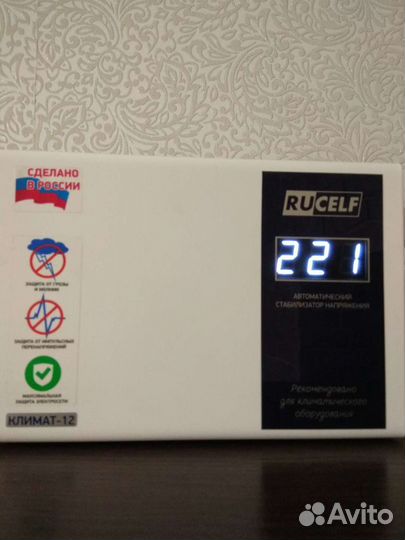 СДЕЛАНО
В РОССИИ
ЗАЩИТА ОТ ГРОЗЫ
И МОЛНИИ
ЗАЩИТА ОТ ИМПУЛЬСНЫХ
ПЕРЕНАПРЯЖЕНИЙ
МАКСИМАЛЬНАЯ
ЗАЩИТА ЭЛЕКТРОСЕТИ
КЛИМАТ-12
RUCELF
221
АВТОМАТИЧЕСКИЙ
СТАБИЛИЗАТОР НАПРЯЖЕНИЯ
Рекомендовано
для климатического
оборудования
Avito